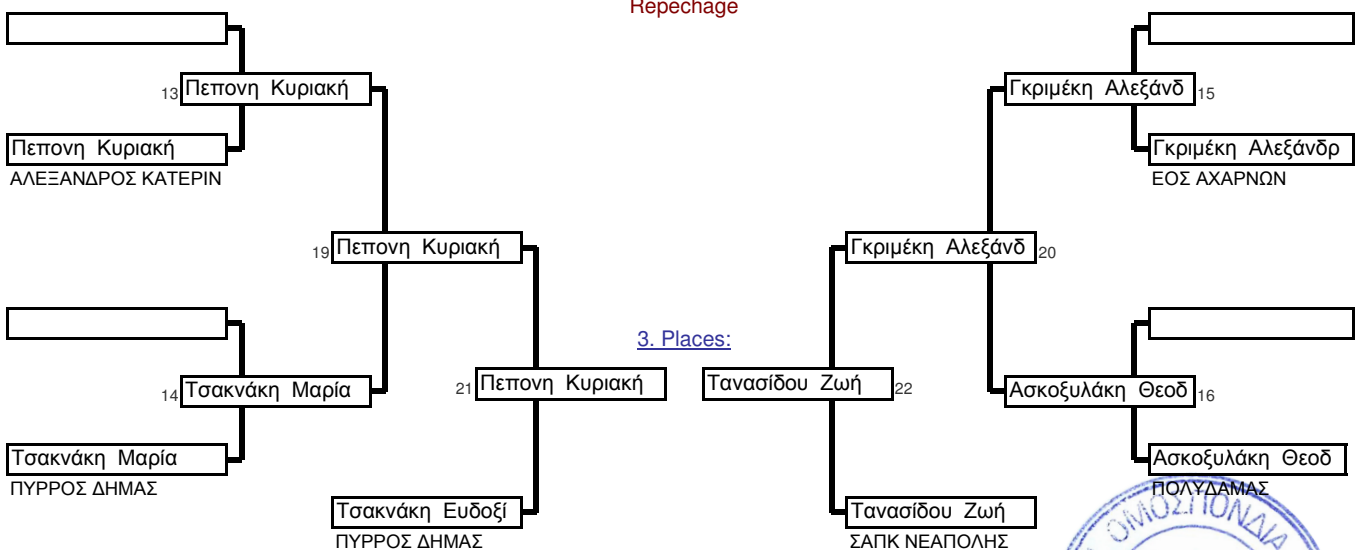 Repechage
13 Πεπονη Κυριακή
Γκριμέκη Αλεξάνδ 15
Πεπονη Κυριακή
Γκριμέκη Αλεξάνδρ
ΑΛΕΞΑΝΔΡΟΣ ΚΑΤΕΡΙΝ
ΕΟΣ ΑΧΑΡΝΩΝ
19 Πεπονη Κυριακή
Γκριμέκη Αλεξάνδ 20
3. Places:
14 Τσακνάκη Μαρία
21 Πεπονη Κυριακή
Τανασίδου Ζωή 22
Ασκοξυλάκη Θεοδ 16
Τσακνάκη Μαρία
Ασκοξυλάκη Θεοδ
ΠΥΡΡΟΣ ΔΗΜΑΣ
ΠΟΛΥΔΑΜΑΣ
Τσακνάκη Ευδοξί
Τανασίδου Ζωή
ΟΜΟΣΠΟΝΔΙΑ
ΠΥΡΡΟΣ ΔΗΜΑΣ
ΣΑΠΚ ΝΕΑΠΟΛΗΣ